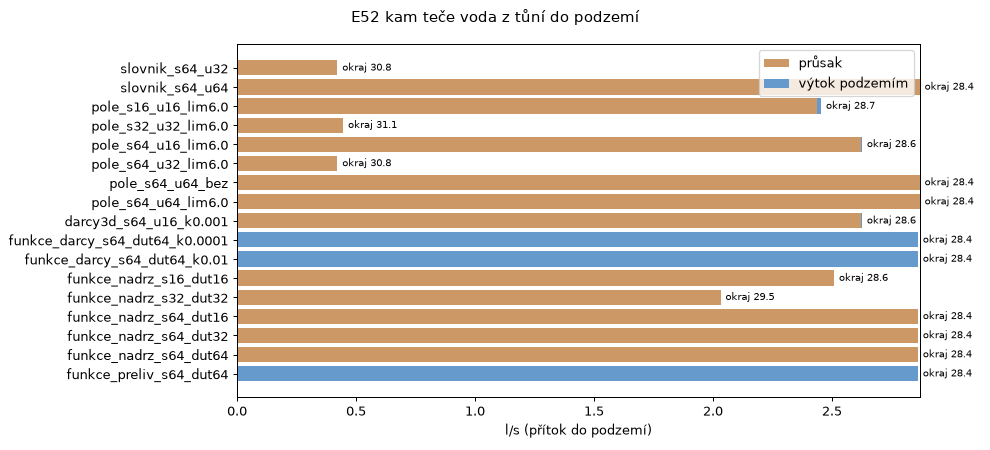 E52 kam teče voda z tůní do podzemí
průsak
výtok podzemím
slovnik_s64_u32 okraj 30.8
slovnik_s64_u64 okraj 28.4
pole_s16_u16_lim6.0 okraj 28.7
pole_s32_u32_lim6.0 okraj 31.1
pole_s64_u16_lim6.0 okraj 28.6
pole_s64_u32_lim6.0 okraj 30.8
pole_s64_u64_bez okraj 28.4
pole_s64_u64_lim6.0 okraj 28.4
darcy3d_s64_u16_k0.001 okraj 28.6
funkce_darcy_s64_dut64_k0.0001 okraj 28.4
funkce_darcy_s64_dut64_k0.01 okraj 28.4
funkce_nadrz_s16_dut16 okraj 28.6
funkce_nadrz_s32_dut32 okraj 29.5
funkce_nadrz_s64_dut16 okraj 28.4
funkce_nadrz_s64_dut32 okraj 28.4
funkce_nadrz_s64_dut64 okraj 28.4
funkce_preliv_s64_dut64 okraj 28.4
0.0 0.5 1.0 1.5 2.0 2.5
l/s (přítok do podzemí)